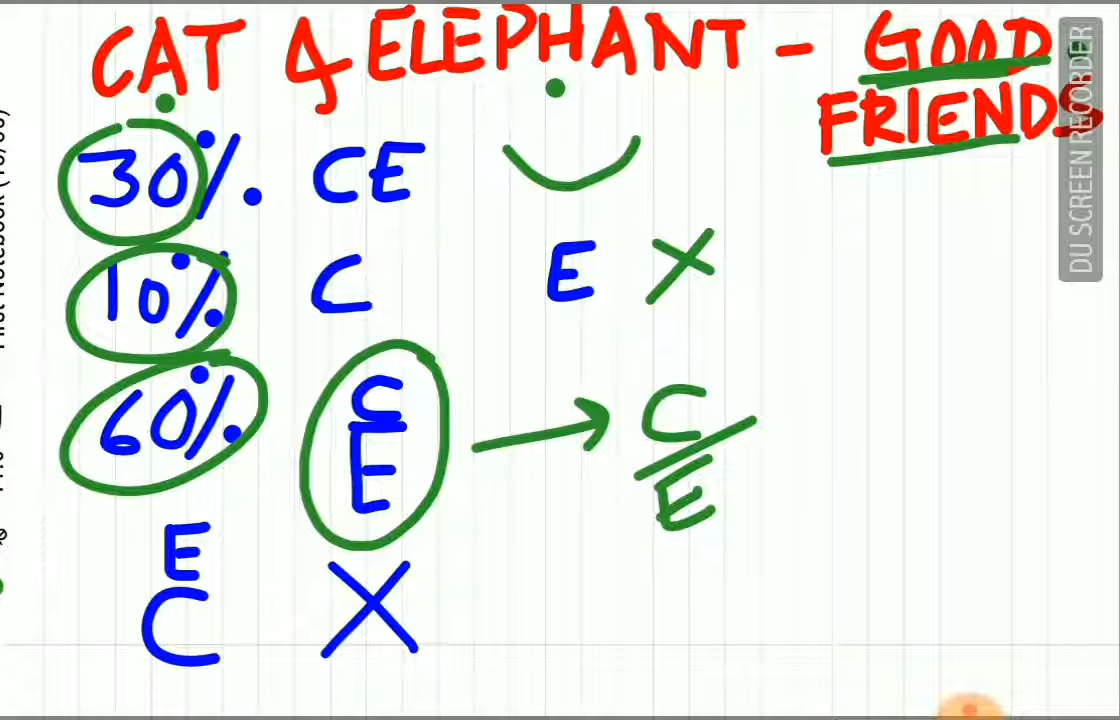 CAT & ELEPHANT - GOOD
FRIENDS
30% CE
10% C E X
60% C/E → C/E
E
C X
DU SCREEN RECORDER